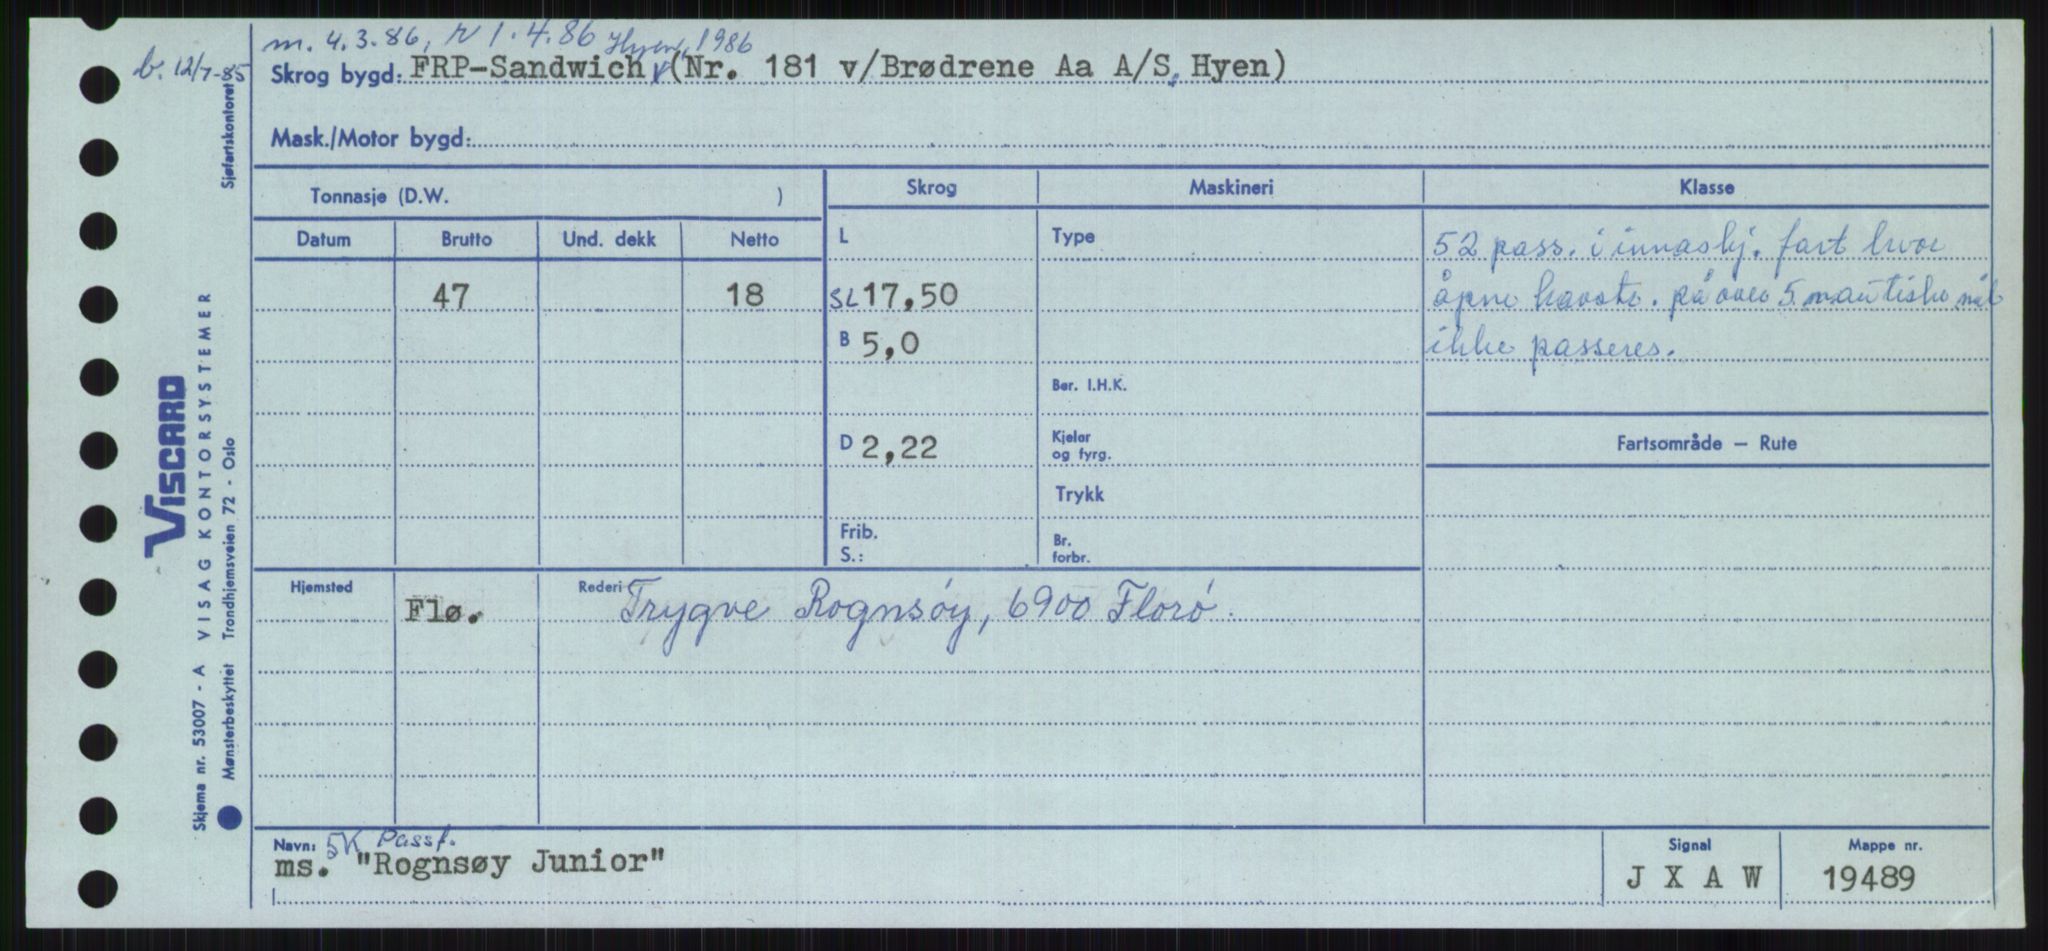 m. 4.3.86, r 1.4.86 Hyen, 1986
b. 12/7-85
Skrog bygd: FRP-Sandwich (Nr. 181 v/Brødrene Aa A/S, Hyen)
Mask./Motor bygd:
Sjøfartskontoret
Tonnasje (D.W. )
Skrog
Maskineri
Klasse
Datum
Brutto
Und. dekk
Netto
L
Type
52 pass. i innaskj. fart hvor
47
18
SL 17,50
åpne havstr. på over 5 nautiske mil
B 5,0
ikke passeres.
Ber. I.H.K.
D 2,22
Kjeler
og fyrg.
Fartsområde — Rute
Trykk
Frib.
S.:
Br.
forbr.
Hjemsted
Flø.
Rederi
Trygve Rognsøy, 6900 Florø.
Navn: 5K Passf.
ms. "Rognsøy Junior"
Signal
J X A W
Mappe nr.
19489
VISCARD
Skjema nr. 53007 - A VISAG KONTORSYSTEMER
Mønsterbeskyttet Trondhjemsveien 72 - Oslo